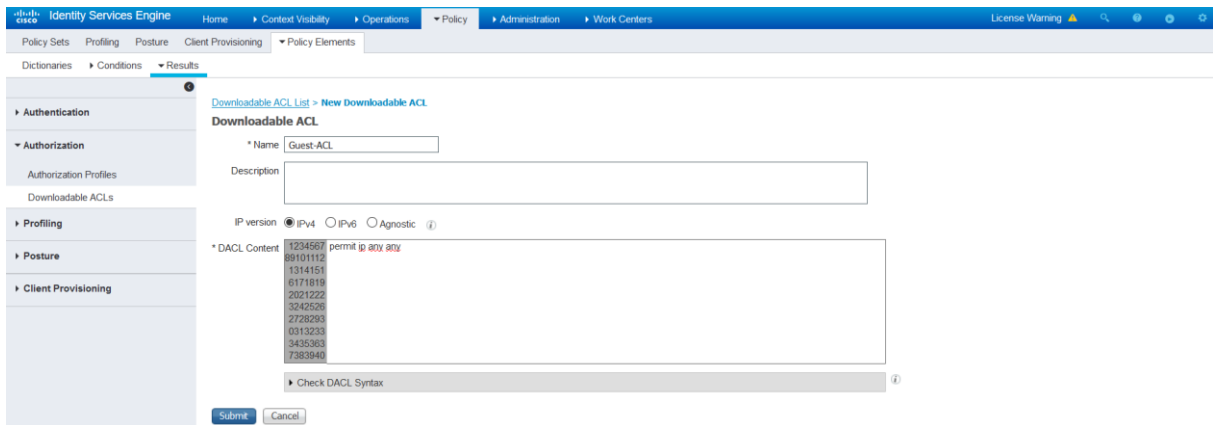 cisco Identity Services Engine Home Context Visibility Operations Policy Administration Work Centers License Warning
Policy Sets Profiling Posture Client Provisioning Policy Elements
Dictionaries Conditions Results
Downloadable ACL List > New Downloadable ACL
Downloadable ACL
Authentication
* Name Guest-ACL
Authorization
Description
Authorization Profiles
Downloadable ACLs
Profiling
IP version IPv4 IPv6 Agnostic i
* DACL Content 1234567 permit ip any any
89101112
1314151
6171819
2021222
3242526
2728293
0313233
3435363
7383940
Posture
Client Provisioning
Check DACL Syntax i
Submit Cancel